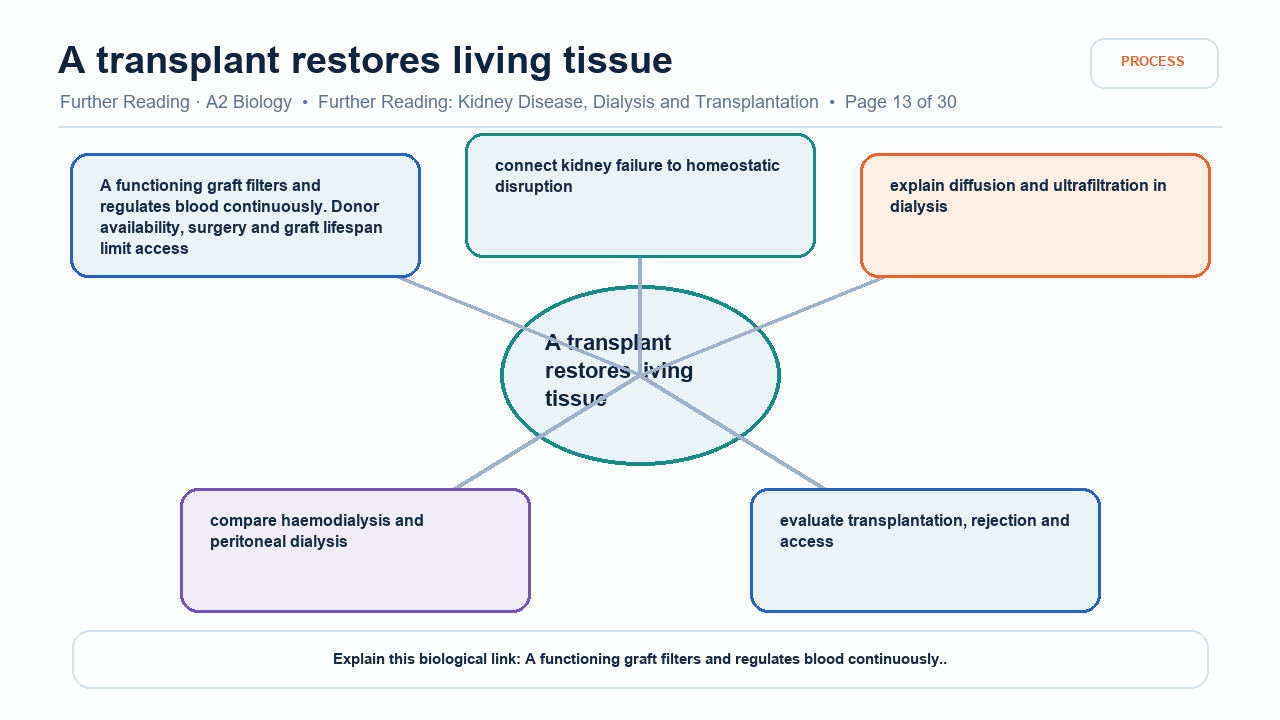 A transplant restores living tissue
PROCESS
Further Reading · A2 Biology • Further Reading: Kidney Disease, Dialysis and Transplantation • Page 13 of 30
A functioning graft filters and
regulates blood continuously. Donor
availability, surgery and graft lifespan
limit access
connect kidney failure to homeostatic
disruption
explain diffusion and ultrafiltration in
dialysis
A transplant
restores living
tissue
compare haemodialysis and
peritoneal dialysis
evaluate transplantation, rejection and
access
Explain this biological link: A functioning graft filters and regulates blood continuously..